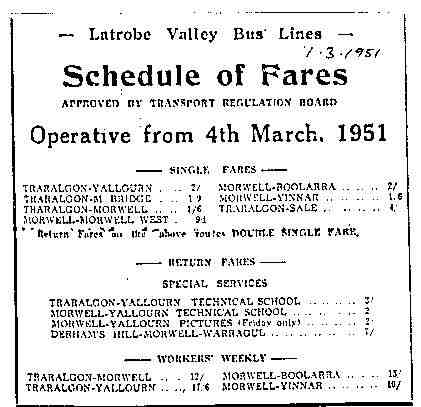 — Latrobe Valley Bus Lines —
1·3·1951
Schedule of Fares
APPROVED BY TRANSPORT REGULATION BOARD
Operative from 4th March, 1951
— SINGLE FARES —
TRARALGON-YALLOURN .... 2/ MORWELL-BOOLARRA ...... 2/
TRARALGON-M. BRIDGE ... 1 9 MORWELL-YINNAR ...... 1.6
TRARALGON-MORWELL .... 1/6 TRARALGON-SALE ....... 4/
MORWELL-MORWELL WEST . 9d
"Return" Fares on the above routes DOUBLE SINGLE FARE.
— RETURN FARES —
SPECIAL SERVICES
TRARALGON-YALLOURN TECHNICAL SCHOOL ........ 3/
MORWELL-YALLOURN TECHNICAL SCHOOL ........ 2
MORWELL-YALLOURN PICTURES (Friday only) ...... 2
DERHAM'S HILL-MORWELL-WARRAGUL ........
— WORKERS' WEEKLY —
TRARALGON-MORWELL ... 12/ MORWELL-BOOLARRA ...... 15/
TRARALGON-YALLOURN ... 17/6 MORWELL-YINNAR ...... 10/